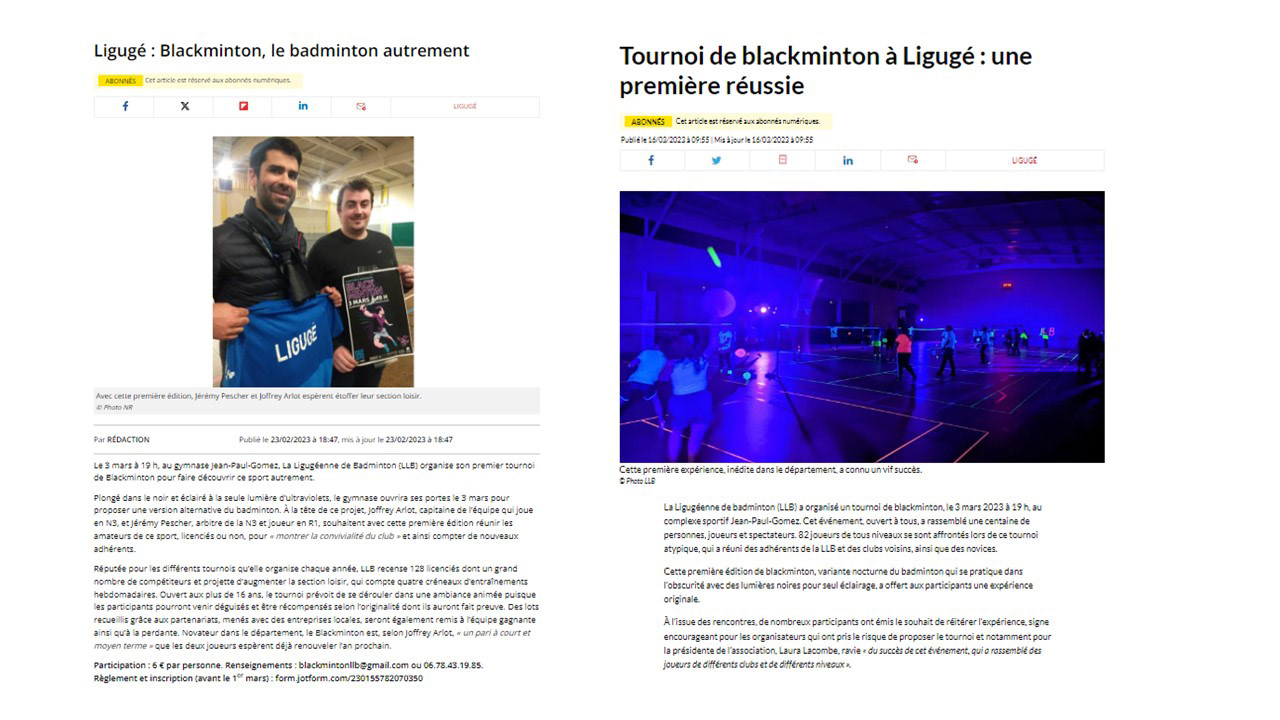 Ligugé : Blackminton, le badminton autrement
ABONNÉS Cet article est réservé aux abonnés numériques.
LIGUGÉ
LIGUGÉ
BLACK
MINTON
3 MARS À 19 H
Avec cette première édition, Jérémy Pescher et Joffrey Arlot espèrent étoffer leur section loisir.
© Photo NR
Par RÉDACTION
Publié le 23/02/2023 à 18:47, mis à jour le 23/02/2023 à 18:47
Le 3 mars à 19 h, au gymnase Jean-Paul-Gomez, La Ligugéenne de Badminton (LLB) organise son premier tournoi
de Blackminton pour faire découvrir ce sport autrement.
Plongé dans le noir et éclairé à la seule lumière d'ultraviolets, le gymnase ouvrira ses portes le 3 mars pour
proposer une version alternative du badminton. À la tête de ce projet, Joffrey Arlot, capitaine de l'équipe qui joue
en N3, et Jérémy Pescher, arbitre de la N3 et joueur en R1, souhaitent avec cette première édition réunir les
amateurs de ce sport, licenciés ou non, pour « montrer la convivialité du club » et ainsi compter de nouveaux
adhérents.
Réputée pour les différents tournois qu'elle organise chaque année, LLB recense 128 licenciés dont un grand
nombre de compétiteurs et projette d'augmenter la section loisir, qui compte quatre créneaux d'entraînements
hebdomadaires. Ouvert aux plus de 16 ans, le tournoi prévoit de se dérouler dans une ambiance animée puisque
les participants pourront venir déguisés et être récompensés selon l'originalité dont ils auront fait preuve. Des lots
recueillis grâce aux partenariats, menés avec des entreprises locales, seront également remis à l'équipe gagnante
ainsi qu'à la perdante. Novateur dans le département, le Blackminton est, selon Joffrey Arlot, « un pari à court et
moyen terme » que les deux joueurs espèrent déjà renouveler l'an prochain.
Participation : 6 € par personne. Renseignements : blackmintonllb@gmail.com ou 06.78.43.19.85.
Règlement et inscription (avant le 1er mars) : form.jotform.com/230155782070350
Tournoi de blackminton à Ligugé : une
première réussie
ABONNÉS Cet article est réservé aux abonnés numériques.
Publié le 16/03/2023 à 09:55 | Mis à jour le 16/03/2023 à 09:55
LIGUGÉ
Cette première expérience, inédite dans le département, a connu un vif succès.
© Photo LLB
La Ligugéenne de badminton (LLB) a organisé un tournoi de blackminton, le 3 mars 2023 à 19 h, au
complexe sportif Jean-Paul-Gomez. Cet événement, ouvert à tous, a rassemblé une centaine de
personnes, joueurs et spectateurs. 82 joueurs de tous niveaux se sont affrontés lors de ce tournoi
atypique, qui a réuni des adhérents de la LLB et des clubs voisins, ainsi que des novices.
Cette première édition de blackminton, variante nocturne du badminton qui se pratique dans
l'obscurité avec des lumières noires pour seul éclairage, a offert aux participants une expérience
originale.
À l'issue des rencontres, de nombreux participants ont émis le souhait de réitérer l'expérience, signe
encourageant pour les organisateurs qui ont pris le risque de proposer le tournoi et notamment pour
la présidente de l'association, Laura Lacombe, ravie « du succès de cet événement, qui a rassemblé des
joueurs de différents clubs et de différents niveaux ».